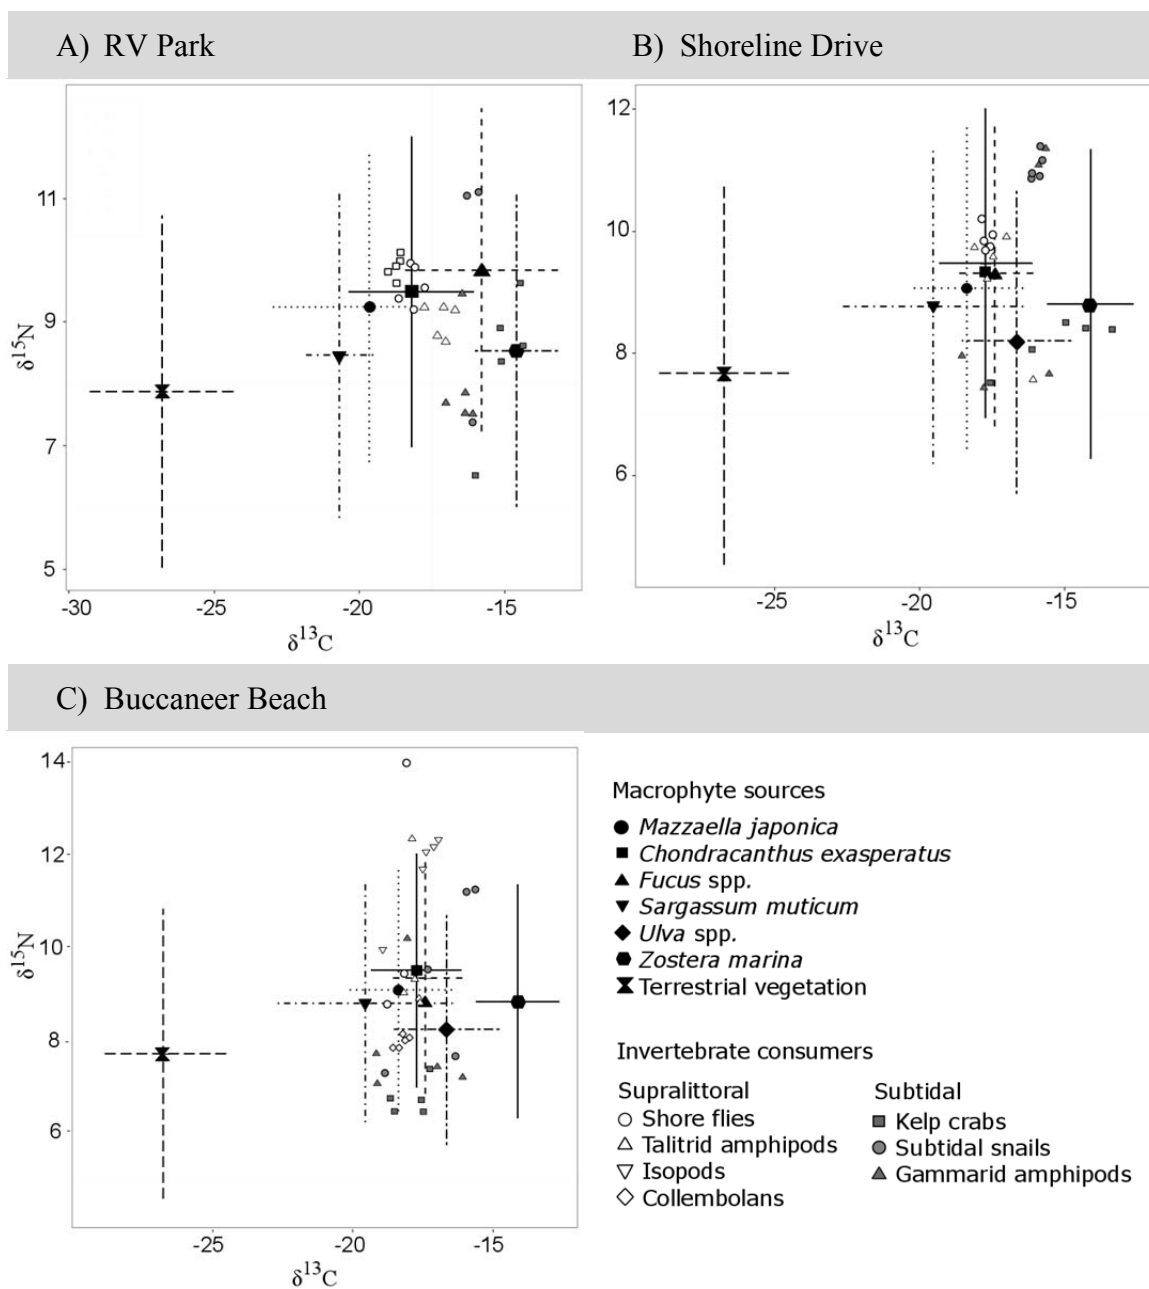 A) RV Park
B) Shoreline Drive
11
9
7
5
δ15N
-30
-20
-15
δ13C
12
10
8
6
-25
-20
-15
δ13C
C) Buccaneer Beach
14
12
10
8
6
δ15N
-25
-20
-15
δ13C
Macrophyte sources
Mazzaella japonica
Chondracanthus exasperatus
Fucus spp.
Sargassum muticum
Ulva spp.
Zostera marina
Terrestrial vegetation
Invertebrate consumers
Supralittoral
Shore flies
Talitrid amphipods
Isopods
Collembolans
Subtidal
Kelp crabs
Subtidal snails
Gammarid amphipods